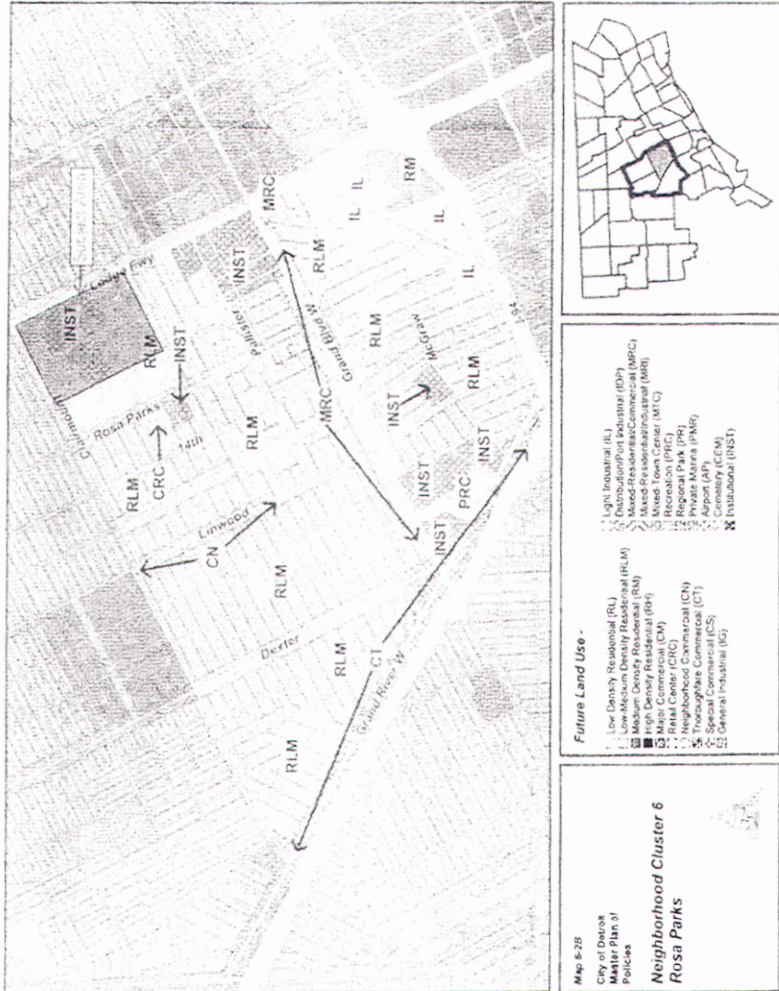 INST
Lodge Fwy
Clairmount
RLM
INST
Rosa Parks
14th
CRC
RLM
INST
Pallister
MRC
RLM
Linwood
CN
RLM
Grand Blvd W
RLM
IL
IL
RM
IL
IL
MRC
RLM
McGraw
INST
RLM
I-94
INST
INST
PRC
INST
Dexter
RLM
CT
Grand River W
RLM
Map 6-2B
City of Detroit
Master Plan of
Policies
Neighborhood Cluster 6
Rosa Parks
Future Land Use -
Low Density Residential (RL)
Low-Medium Density Residential (RLM)
Medium Density Residential (RM)
High Density Residential (RH)
Major Commercial (CM)
Retail Center (CRC)
Neighborhood Commercial (CN)
Thoroughfare Commercial (CT)
Special Commercial (CS)
General Industrial (IG)
Light Industrial (IL)
Distribution/Port Industrial (IDP)
Mixed-Residential/Commercial (MRC)
Mixed-Residential/Industrial (MRI)
Mixed-Town Center (MTC)
Recreation (PRC)
Regional Park (PR)
Private Marina (PMR)
Airport (AP)
Cemetery (CEM)
Institutional (INST)